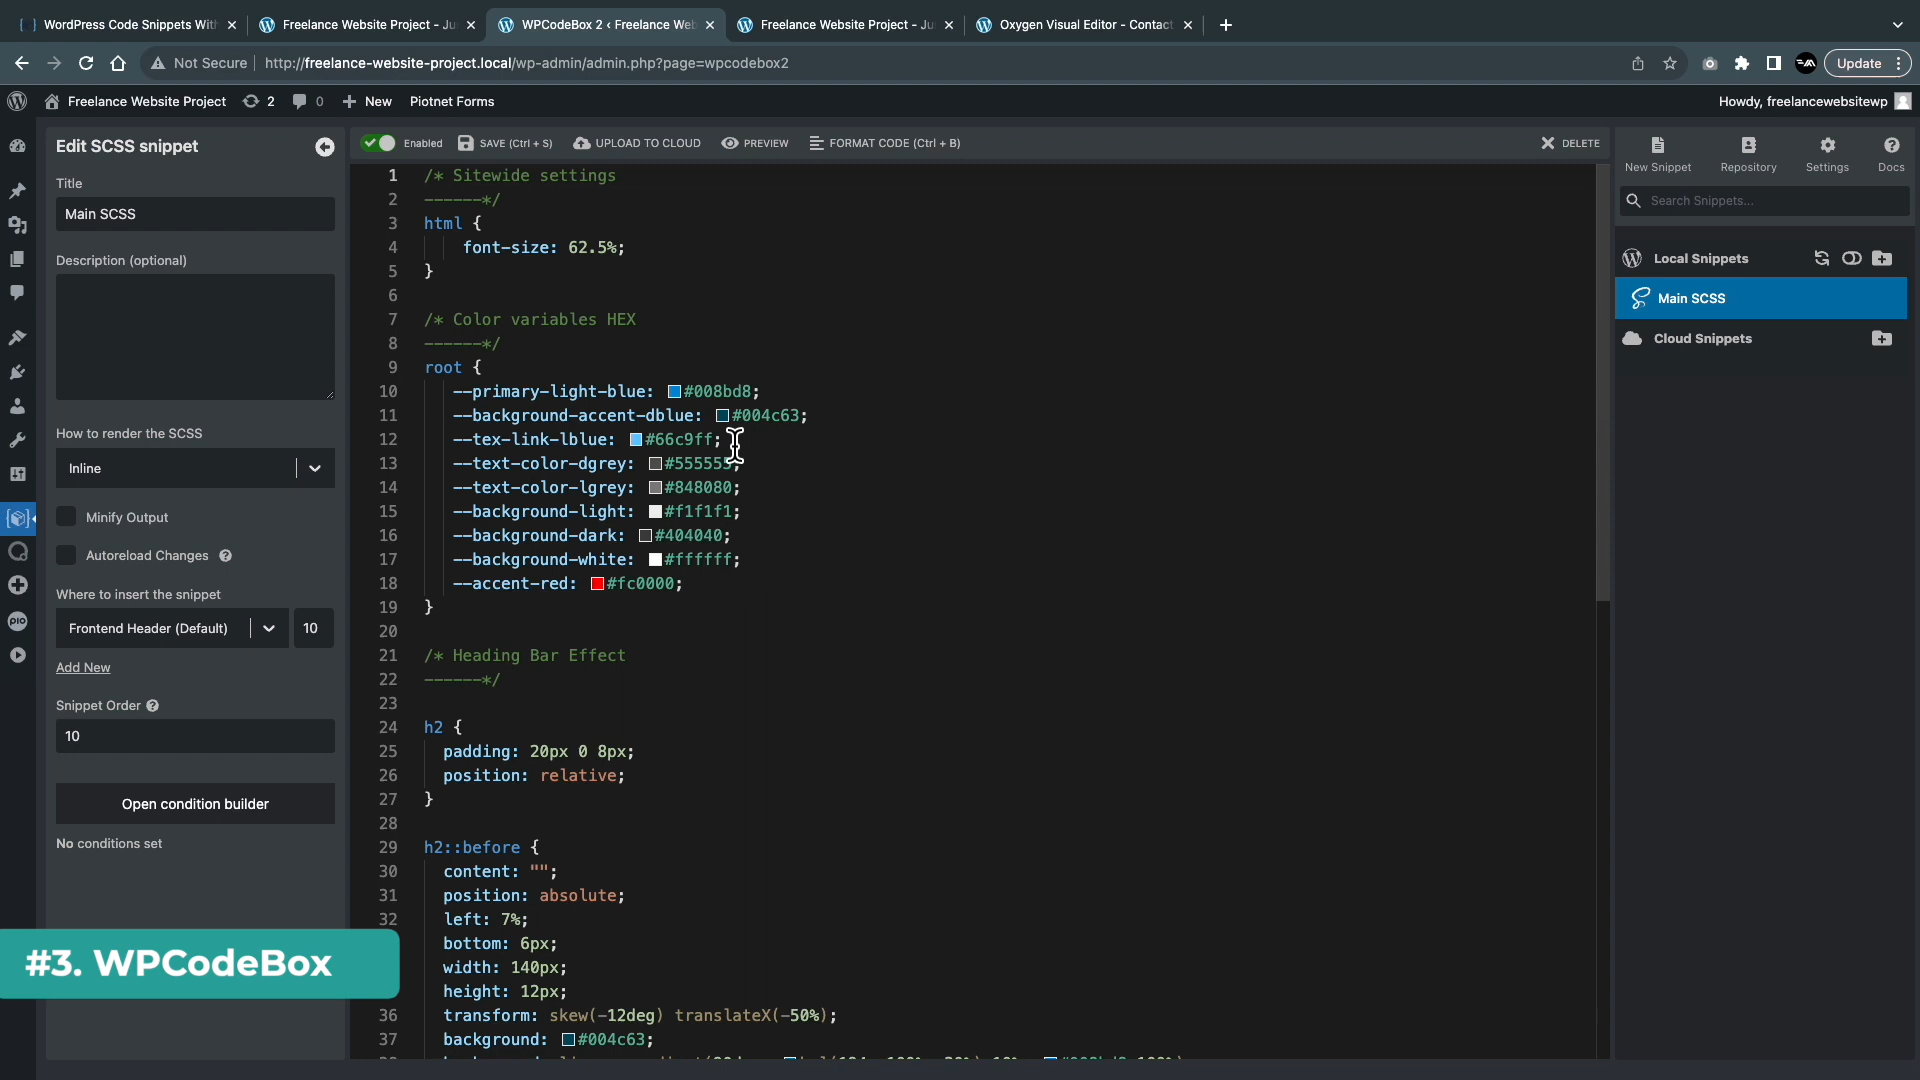 WordPress Code Snippets With
Freelance Website Project - Ju
WPCodeBox 2 ‹ Freelance Web
Freelance Website Project - Ju
Oxygen Visual Editor - Contact
Not Secure
http://freelance-website-project.local/wp-admin/admin.php?page=wpcodebox2
Update
Freelance Website Project
2
0
New
Piotnet Forms
Howdy, freelancewebsitewp
Edit SCSS snippet
Title
Main SCSS
Description (optional)
How to render the SCSS
Inline
Minify Output
Autoreload Changes
Where to insert the snippet
Frontend Header (Default)
10
Add New
Snippet Order
10
Open condition builder
No conditions set
pio
#3. WPCodeBox
Enabled
SAVE (Ctrl + S)
UPLOAD TO CLOUD
PREVIEW
FORMAT CODE (Ctrl + B)
DELETE
1 /* Sitewide settings
2 ------*/
3 html {
4 font-size: 62.5%;
5 }
6
7 /* Color variables HEX
8 ------*/
9 root {
10 --primary-light-blue: #008bd8;
11 --background-accent-dblue: #004c63;
12 --tex-link-lblue: #66c9ff;
13 --text-color-dgrey: #555555;
14 --text-color-lgrey: #848080;
15 --background-light: #f1f1f1;
16 --background-dark: #404040;
17 --background-white: #ffffff;
18 --accent-red: #fc0000;
19 }
20
21 /* Heading Bar Effect
22 ------*/
23
24 h2 {
25 padding: 20px 0 8px;
26 position: relative;
27 }
28
29 h2::before {
30 content: "";
31 position: absolute;
32 left: 7%;
bottom: 6px;
width: 140px;
height: 12px;
36 transform: skew(-12deg) translateX(-50%);
37 background: #004c63;
New Snippet
Repository
Settings
Docs
Search Snippets...
Local Snippets
Main SCSS
Cloud Snippets